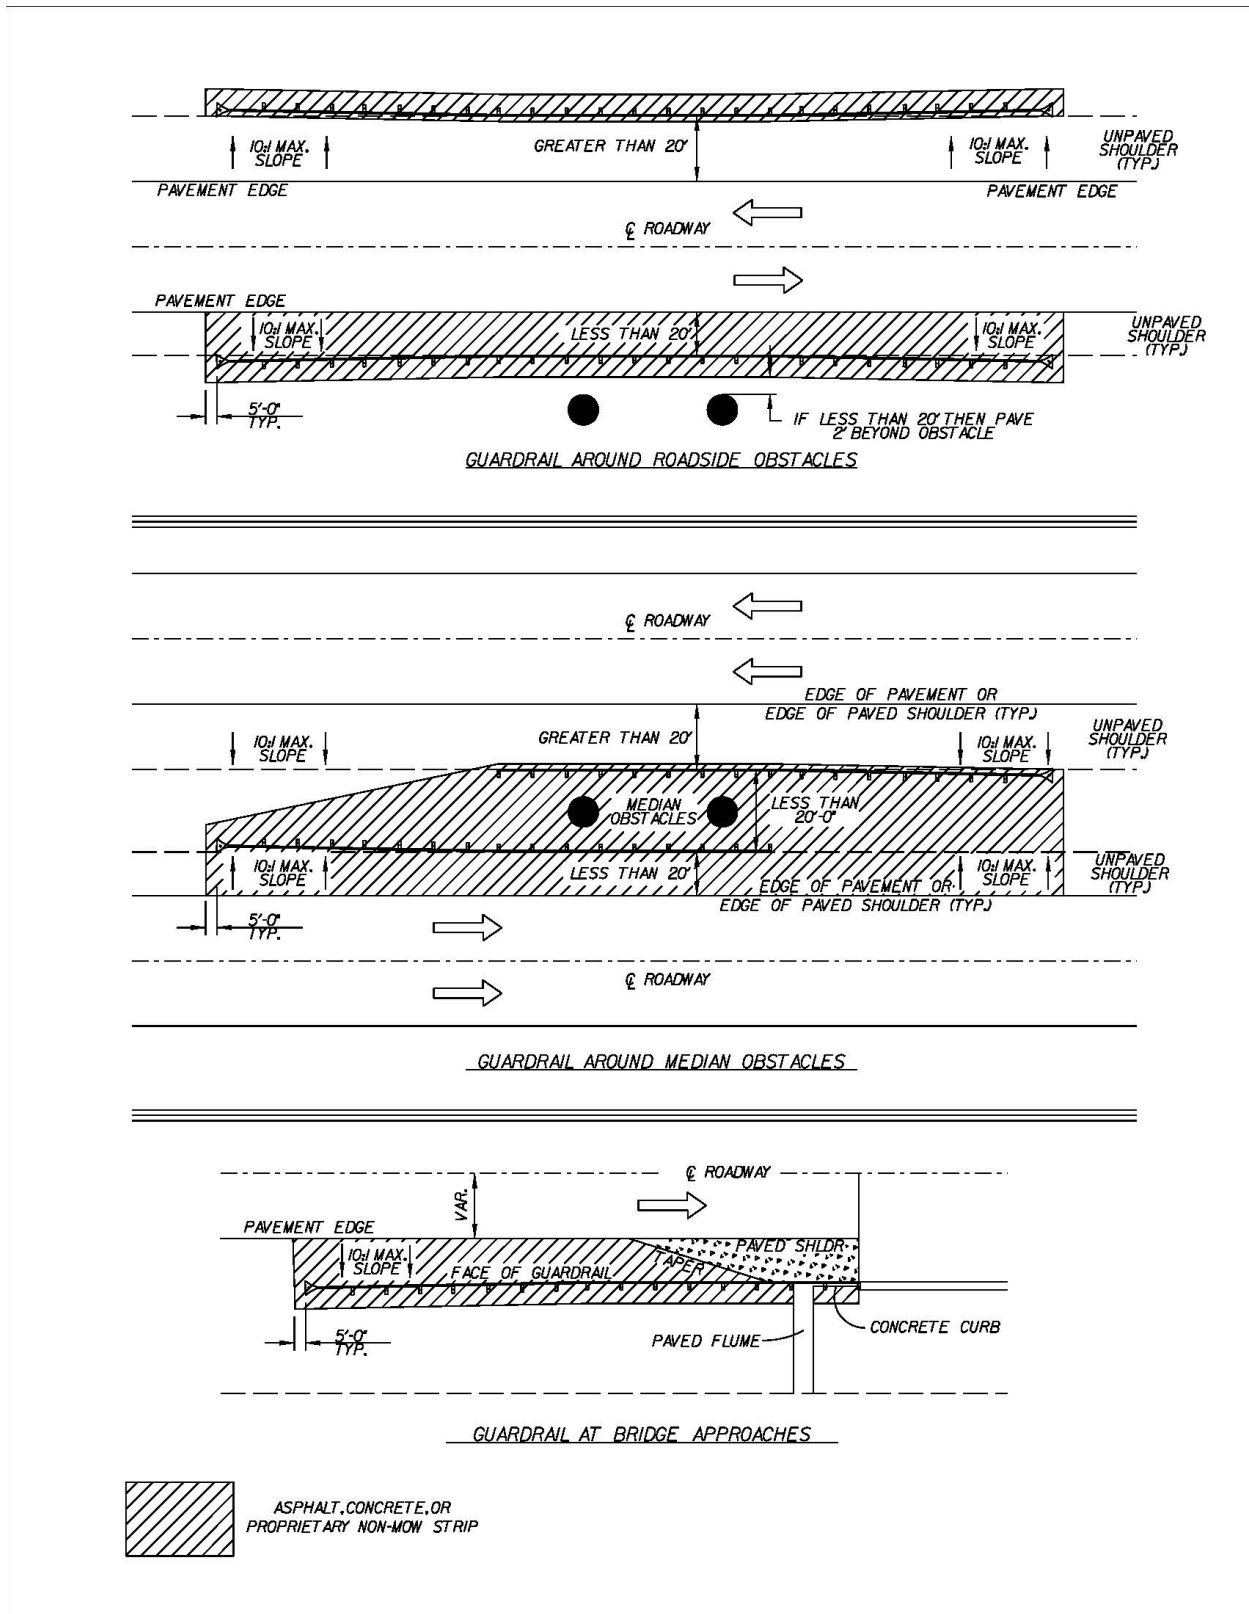 10:1 MAX.
SLOPE
GREATER THAN 20'
10:1 MAX.
SLOPE
UNPAVED
SHOULDER
(TYP.)
PAVEMENT EDGE
PAVEMENT EDGE
℄ ROADWAY
PAVEMENT EDGE
10:1 MAX.
SLOPE
LESS THAN 20'
10:1 MAX.
SLOPE
UNPAVED
SHOULDER
(TYP.)
5'-0"
TYP.
IF LESS THAN 20' THEN PAVE
2' BEYOND OBSTACLE
GUARDRAIL AROUND ROADSIDE OBSTACLES
℄ ROADWAY
EDGE OF PAVEMENT OR
EDGE OF PAVED SHOULDER (TYP.)
10:1 MAX.
SLOPE
GREATER THAN 20'
10:1 MAX.
SLOPE
UNPAVED
SHOULDER
(TYP.)
MEDIAN
OBSTACLES
LESS THAN
20'-0"
10:1 MAX.
SLOPE
LESS THAN 20'
10:1 MAX.
SLOPE
UNPAVED
SHOULDER
(TYP.)
EDGE OF PAVEMENT OR
EDGE OF PAVED SHOULDER (TYP.)
5'-0"
TYP.
℄ ROADWAY
GUARDRAIL AROUND MEDIAN OBSTACLES
℄ ROADWAY
VAR.
PAVEMENT EDGE
10:1 MAX.
SLOPE
FACE OF GUARDRAIL
TAPER
PAVED SHLDR.
5'-0"
TYP.
PAVED FLUME
CONCRETE CURB
GUARDRAIL AT BRIDGE APPROACHES
ASPHALT, CONCRETE, OR
PROPRIETARY NON-MOW STRIP